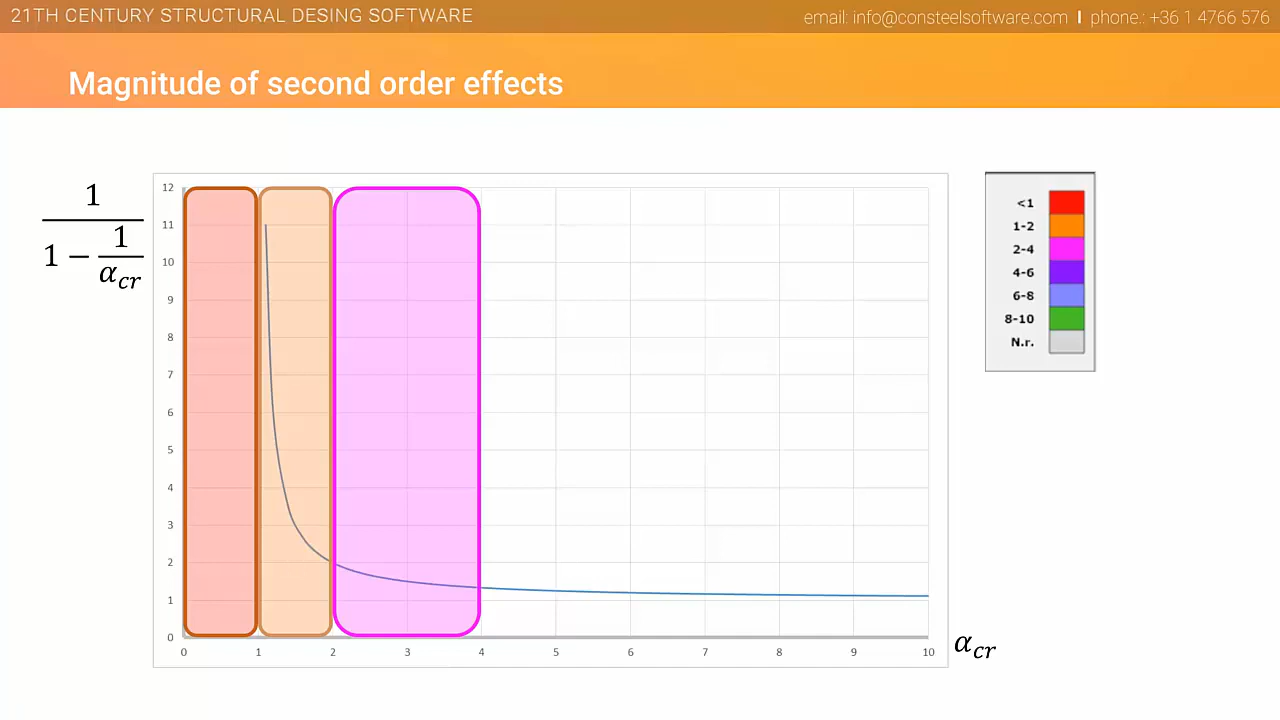 21TH CENTURY STRUCTURAL DESING SOFTWARE
email: info@consteelsoftware.com I phone.: +36 1 4766 576
Magnitude of second order effects
1
1 − 1
α_cr
12
11
10
9
8
7
6
5
4
3
2
1
0
0 1 2 3 4 5 6 7 8 9 10
α_cr
<1
1-2
2-4
4-6
6-8
8-10
N.r.